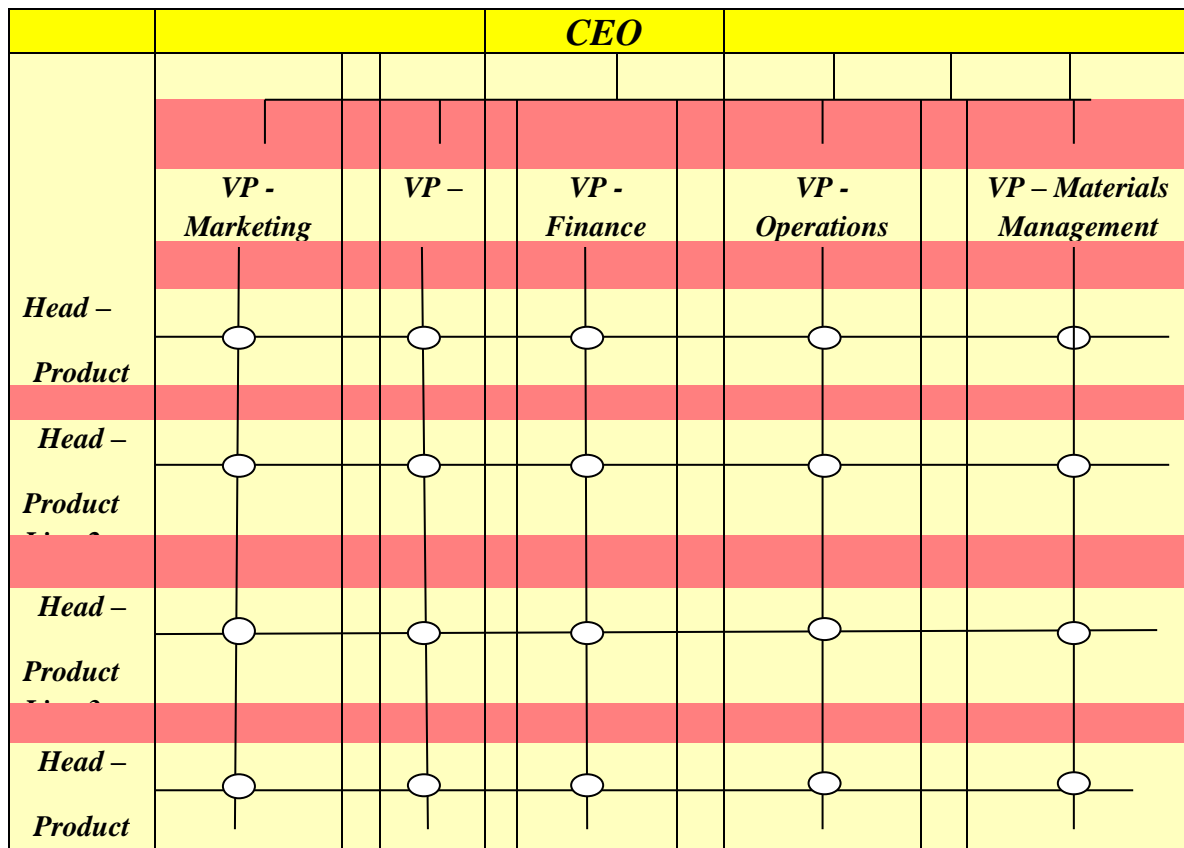 CEO
VP - Marketing
VP –
VP - Finance
VP - Operations
VP – Materials Management
Head –
Product
Head –
Product
Head –
Product
Head –
Product